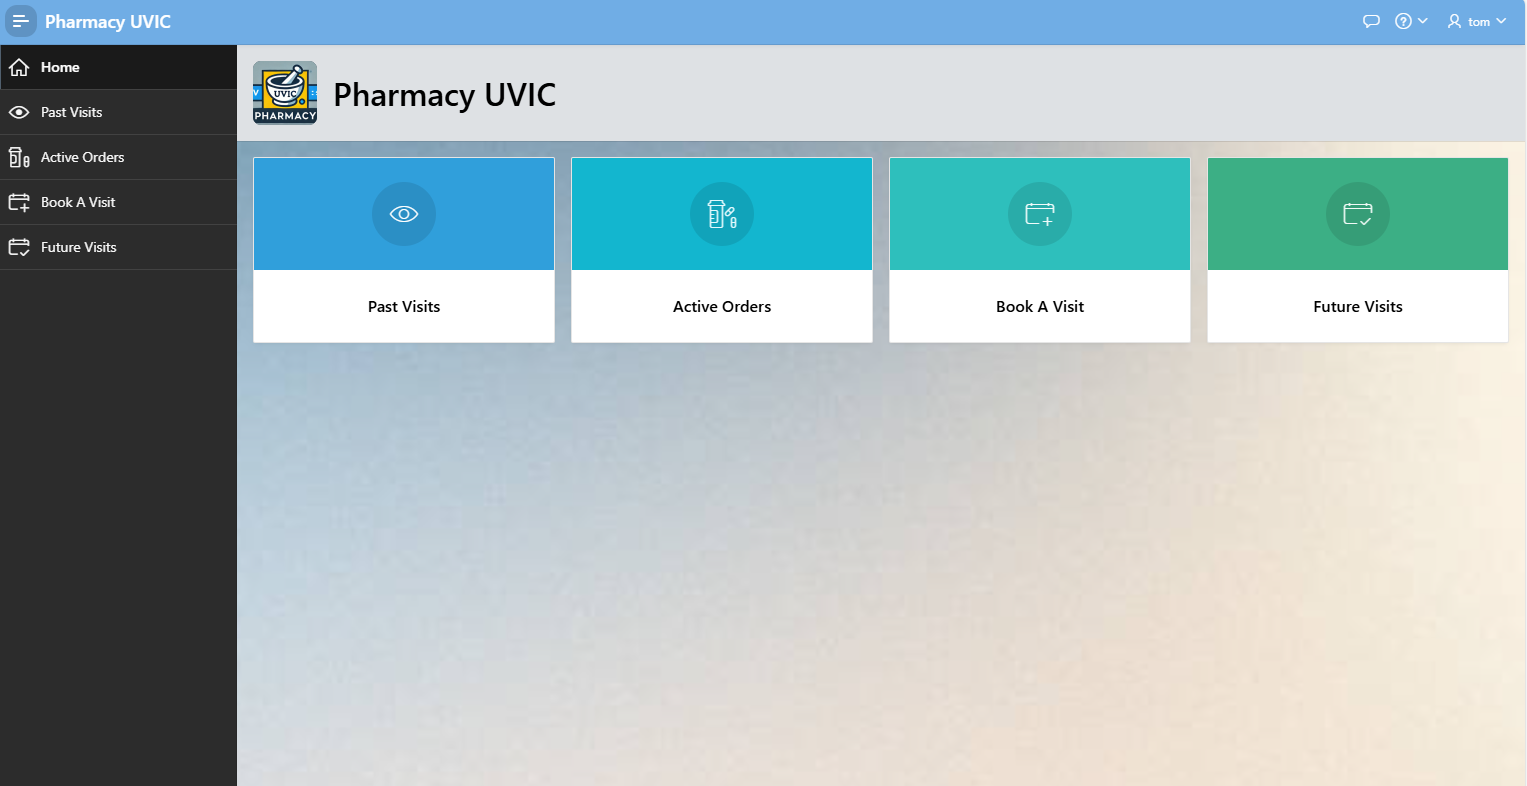 Pharmacy UVIC
tom
Home
Past Visits
Active Orders
Book A Visit
Future Visits
UVIC
PHARMACY
Pharmacy UVIC
Past Visits
Active Orders
Book A Visit
Future Visits